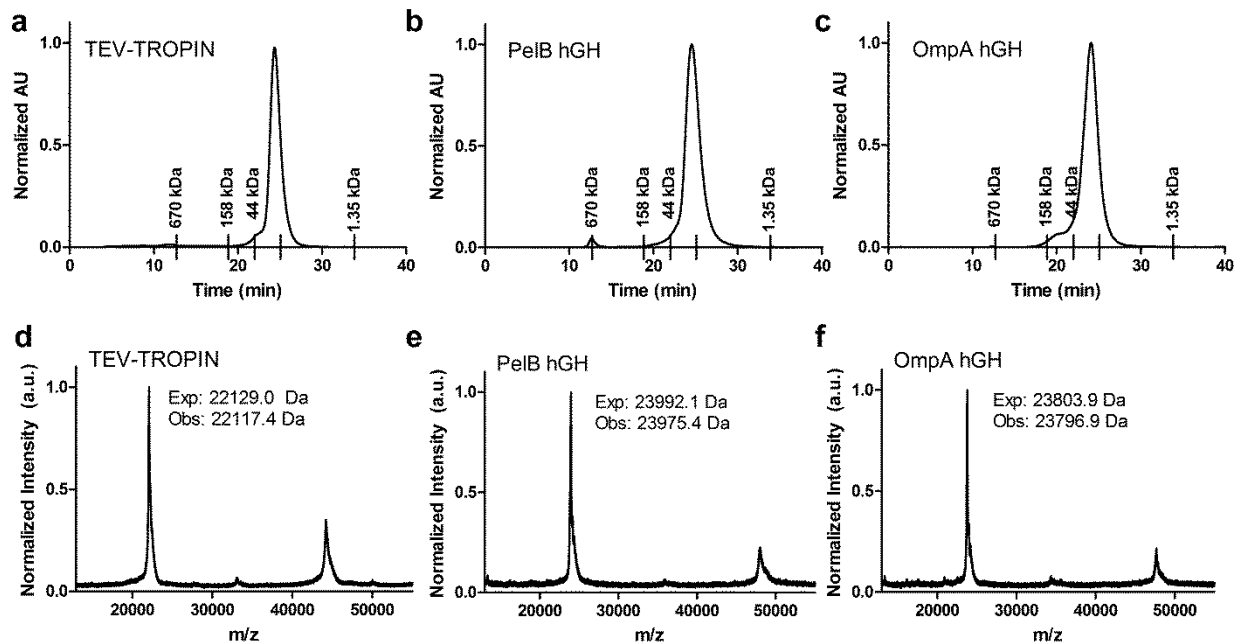 a
TEV-TROPIN
1.0
0.5
0.0
Normalized AU
670 kDa
158 kDa
44 kDa
1.35 kDa
0 10 20 30 40
Time (min)
b
PelB hGH
1.0
0.5
0.0
Normalized AU
670 kDa
158 kDa
44 kDa
1.35 kDa
0 10 20 30 40
Time (min)
c
OmpA hGH
1.0
0.5
0.0
Normalized AU
670 kDa
158 kDa
44 kDa
1.35 kDa
0 10 20 30 40
Time (min)
d
TEV-TROPIN
Exp: 22129.0 Da
Obs: 22117.4 Da
1.0
0.5
0.0
Normalized Intensity (a.u.)
20000 30000 40000 50000
m/z
e
PelB hGH
Exp: 23992.1 Da
Obs: 23975.4 Da
1.0
0.5
0.0
Normalized Intensity (a.u.)
20000 30000 40000 50000
m/z
f
OmpA hGH
Exp: 23803.9 Da
Obs: 23796.9 Da
1.0
0.5
0.0
Normalized Intensity (a.u.)
20000 30000 40000 50000
m/z